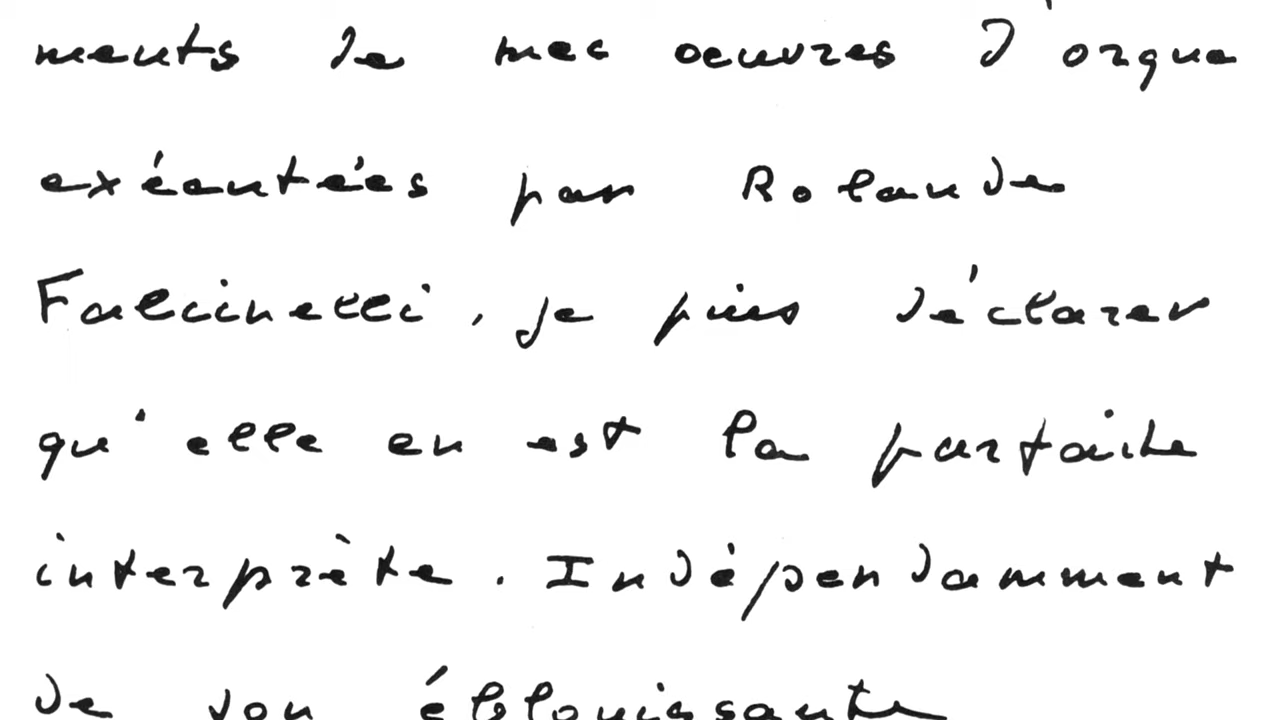 ments de mes oeuvres d'orgue
exécutées par Rolande
Falcinelli, je puis déclarer
qu'elle en est la parfaite
interprète. Indépendamment
de son éblouissante